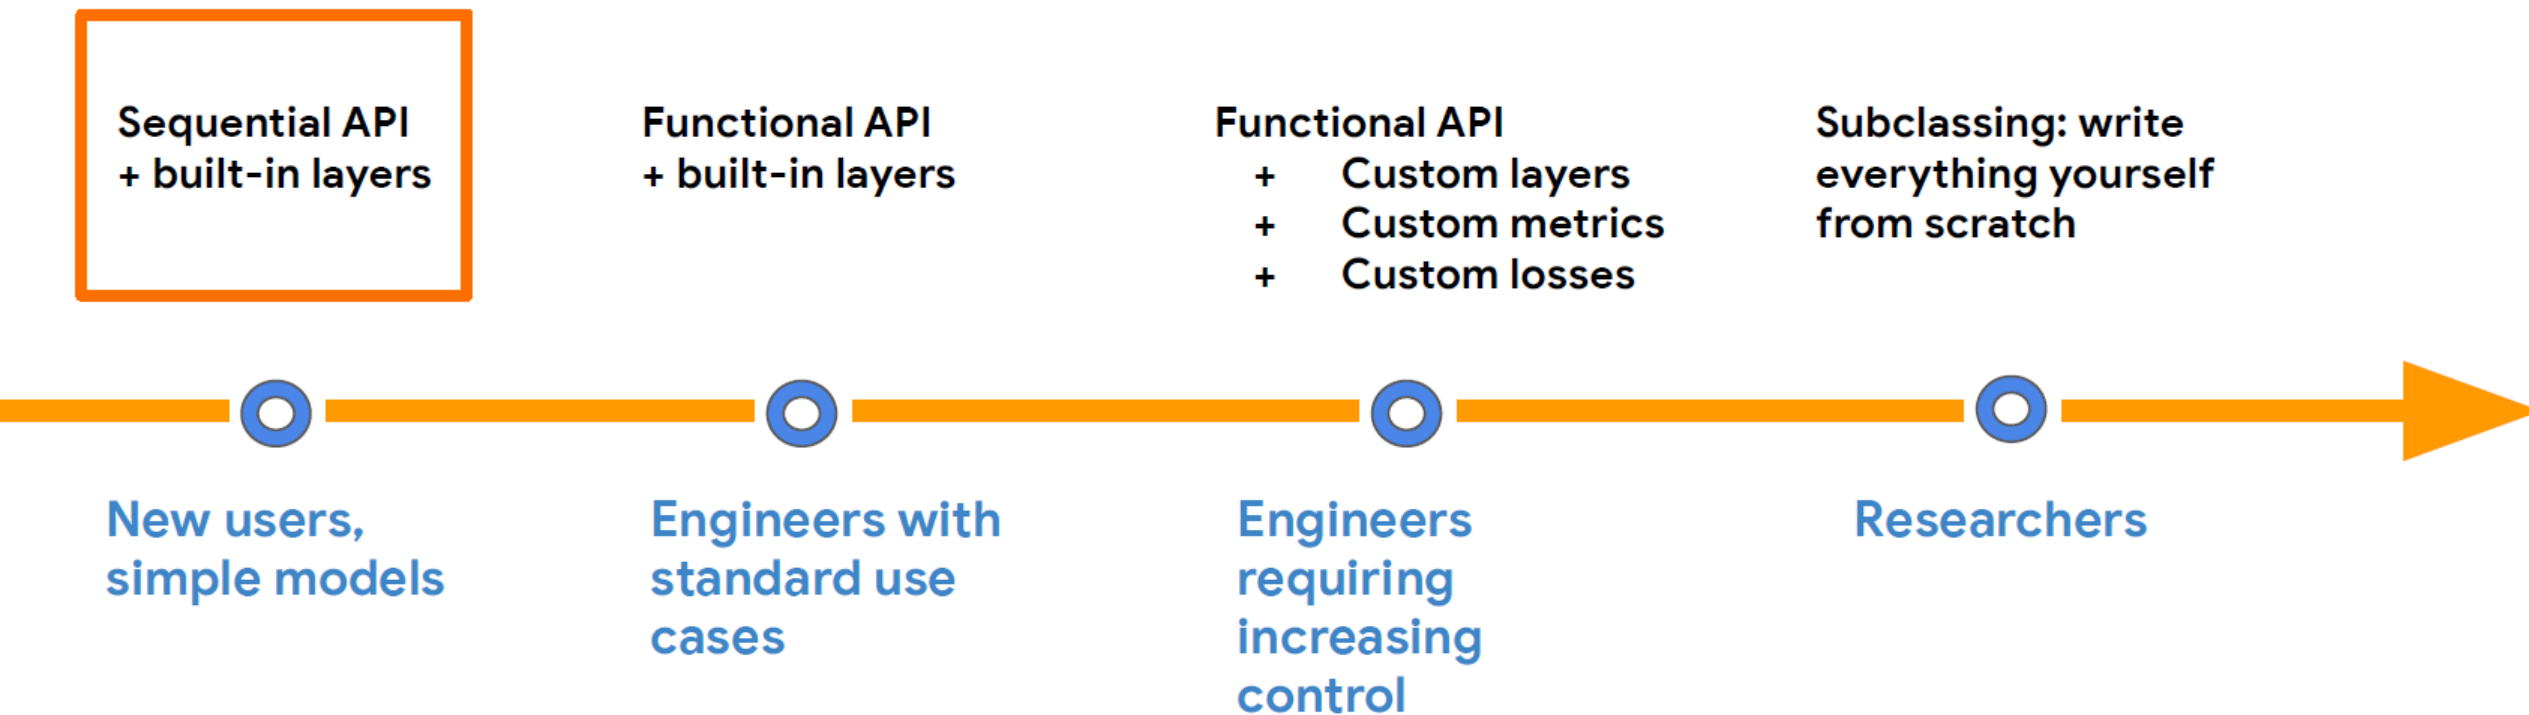 Sequential API
+ built-in layers
Functional API
+ built-in layers
Functional API
+ Custom layers
+ Custom metrics
+ Custom losses
Subclassing: write
everything yourself
from scratch
New users,
simple models
Engineers with
standard use
cases
Engineers
requiring
increasing
control
Researchers